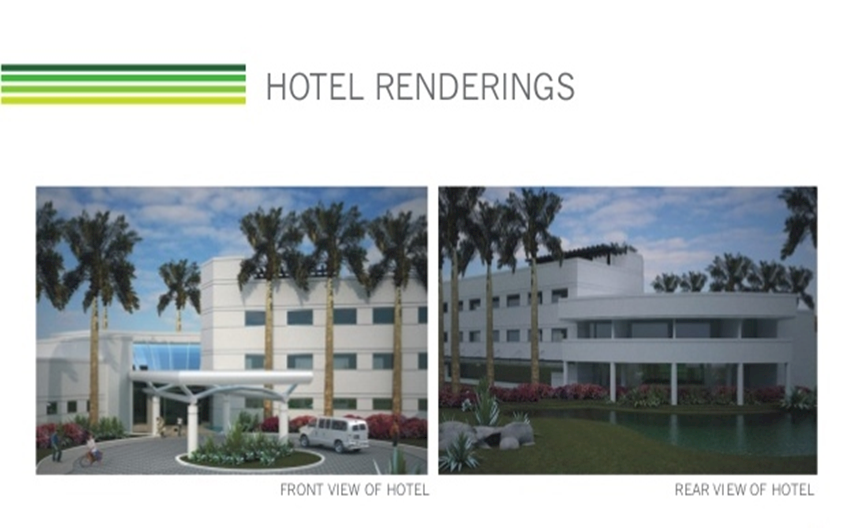 HOTEL RENDERINGS
FRONT VIEW OF HOTEL
REAR VIEW OF HOTEL